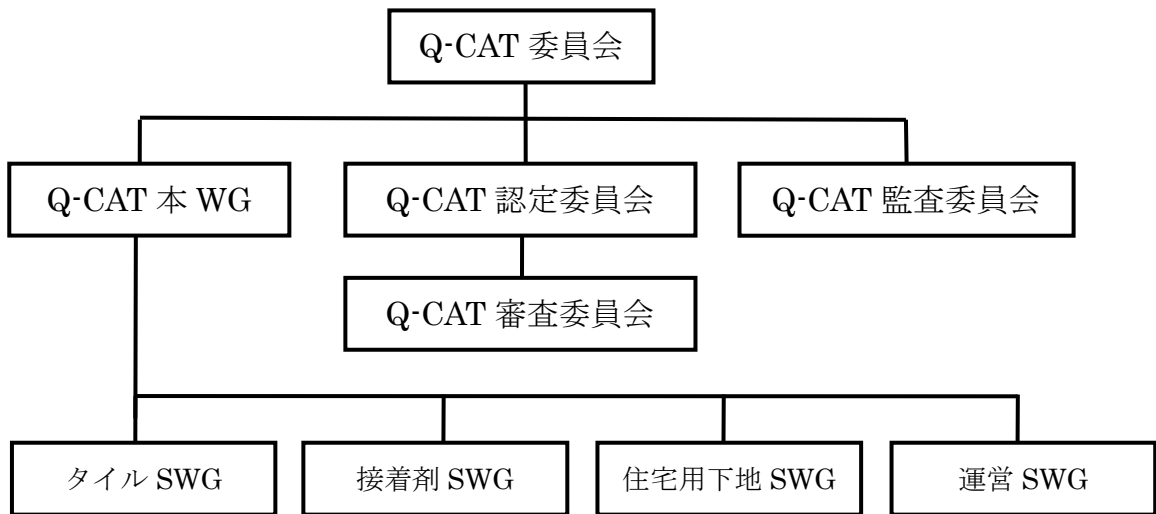 Q-CAT 委員会
Q-CAT 本 WG
Q-CAT 認定委員会
Q-CAT 監査委員会
Q-CAT 審査委員会
タイル SWG
接着剤 SWG
住宅用下地 SWG
運営 SWG